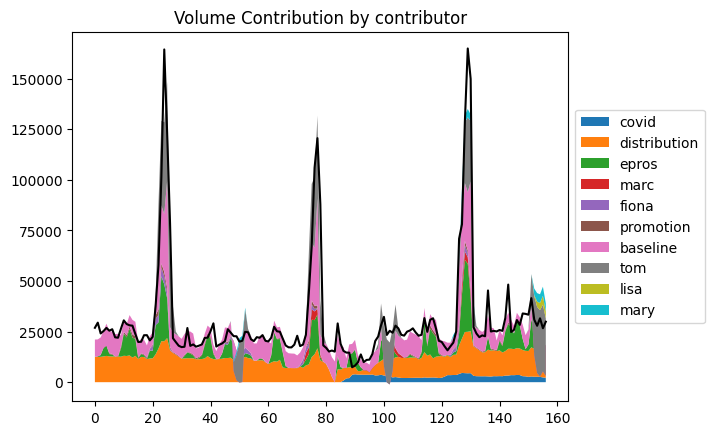 Volume Contribution by contributor
150000
125000
100000
75000
50000
25000
0
0 20 40 60 80 100 120 140 160
covid
distribution
epros
marc
fiona
promotion
baseline
tom
lisa
mary